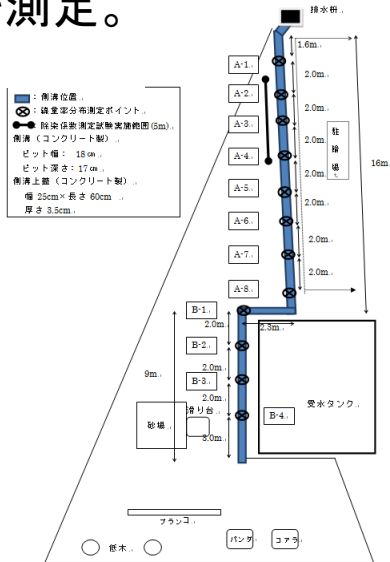 測定。
排水桝
1.6m
A-1
2.0m
A-2
2.0m
A-3
2.0m
A-4
2.0m
A-5
2.0m
A-6
2.0m
A-7
2.0m
A-8
駐輪場
16m
：側溝位置
：線量率分布測定ポイント
：除染係数測定試験実施範囲(5m)
側溝（コンクリート製）
ピット幅：18㎝
ピット深さ：17㎝
側溝上蓋（コンクリート製）
幅 25cm×長さ 60cm
厚さ 3.5cm
B-1
2.0m
2.3m
B-2
2.0m
B-3
2.0m
B-4
3.0m
9m
砂場
滑り台
受水タンク
ブランコ
低木
パンダ
コアラ